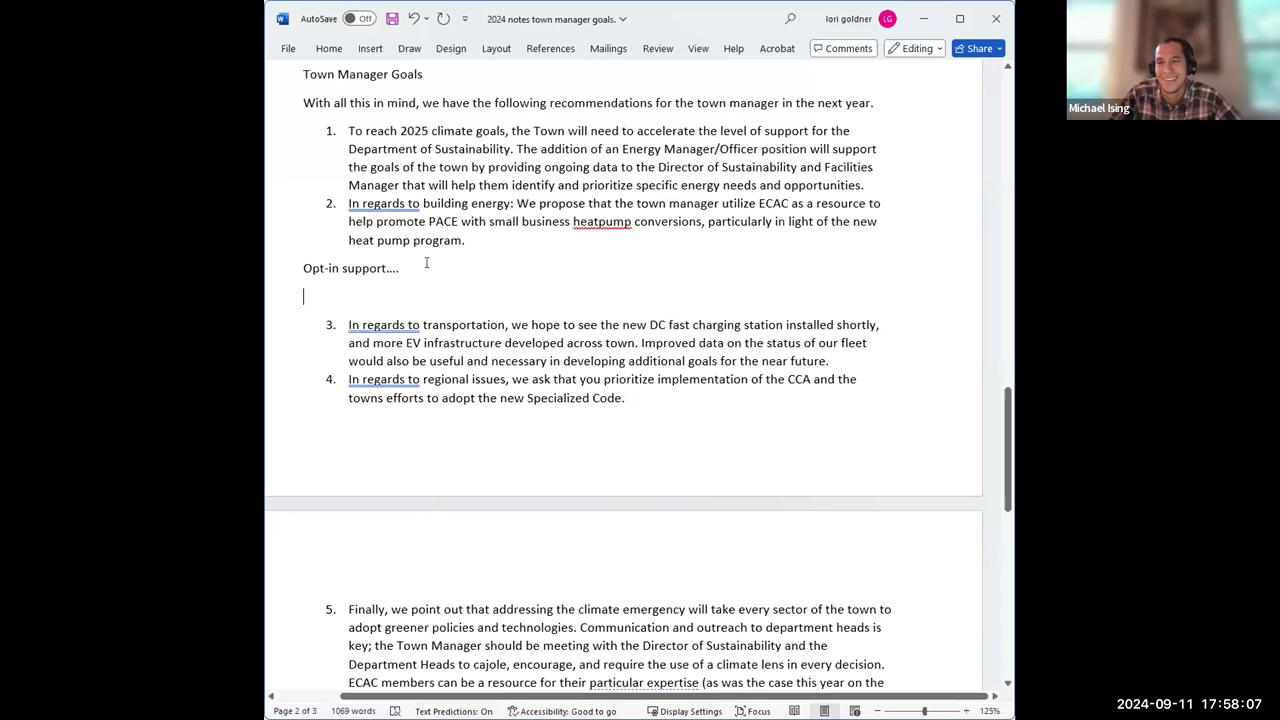 AutoSave Off 2024 notes town manager goals. lori goldner LG
File Home Insert Draw Design Layout References Mailings Review View Help Acrobat Comments Editing Share
Michael Ising
Town Manager Goals
With all this in mind, we have the following recommendations for the town manager in the next year.
1. To reach 2025 climate goals, the Town will need to accelerate the level of support for the
Department of Sustainability. The addition of an Energy Manager/Officer position will support
the goals of the town by providing ongoing data to the Director of Sustainability and Facilities
Manager that will help them identify and prioritize specific energy needs and opportunities.
2. In regards to building energy: We propose that the town manager utilize ECAC as a resource to
help promote PACE with small business heatpump conversions, particularly in light of the new
heat pump program.
Opt-in support....
3. In regards to transportation, we hope to see the new DC fast charging station installed shortly,
and more EV infrastructure developed across town. Improved data on the status of our fleet
would also be useful and necessary in developing additional goals for the near future.
4. In regards to regional issues, we ask that you prioritize implementation of the CCA and the
towns efforts to adopt the new Specialized Code.
5. Finally, we point out that addressing the climate emergency will take every sector of the town to
adopt greener policies and technologies. Communication and outreach to department heads is
key; the Town Manager should be meeting with the Director of Sustainability and the
Department Heads to cajole, encourage, and require the use of a climate lens in every decision.
ECAC members can be a resource for their particular expertise (as was the case this year on the
Page 2 of 3 1069 words Text Predictions: On Accessibility: Good to go Display Settings Focus 125%
2024-09-11 17:58:07